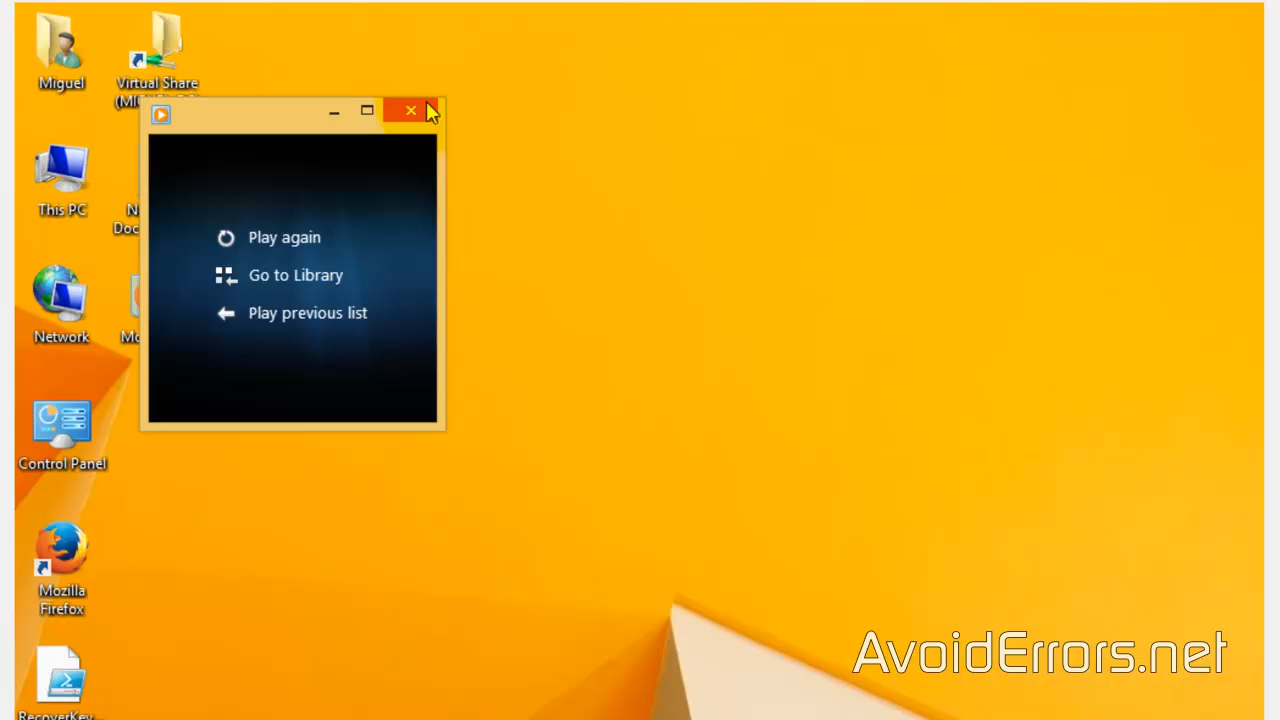 Miguel
Virtual Share
Play again
Go to Library
Play previous list
This PC
Network
Control Panel
Mozilla
Firefox
AvoidErrors.net